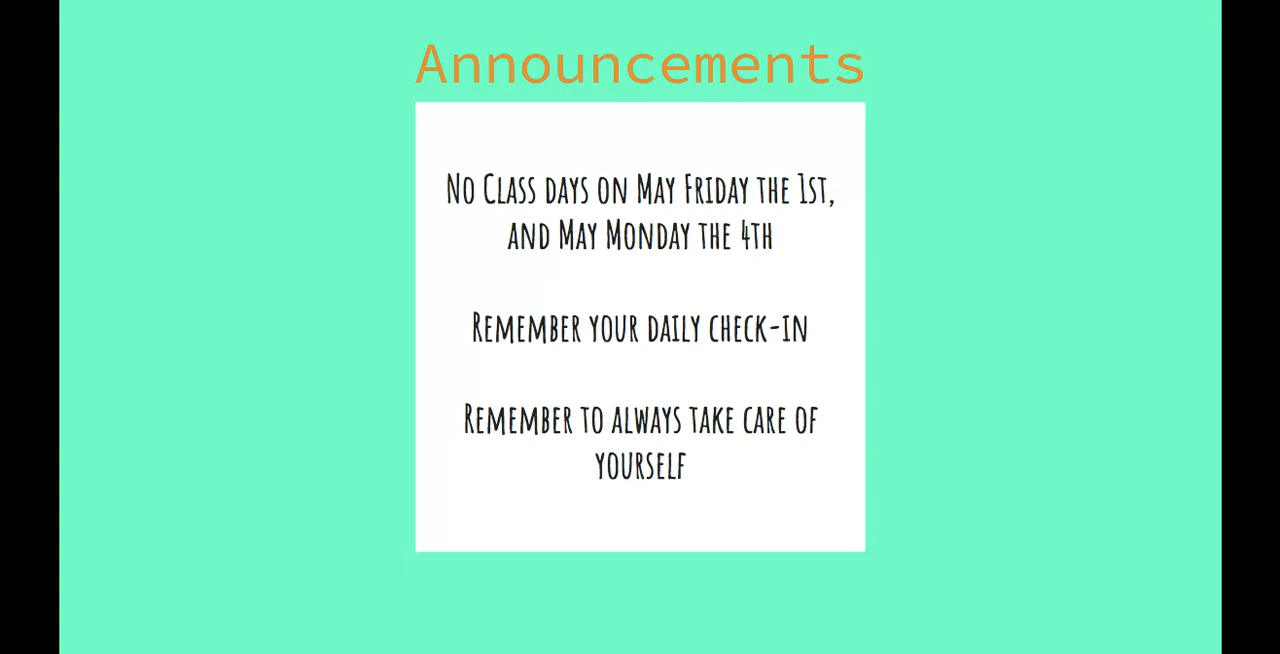 Announcements
No Class days on May Friday the 1st,
and May Monday the 4th
Remember your daily check-in
Remember to always take care of
yourself